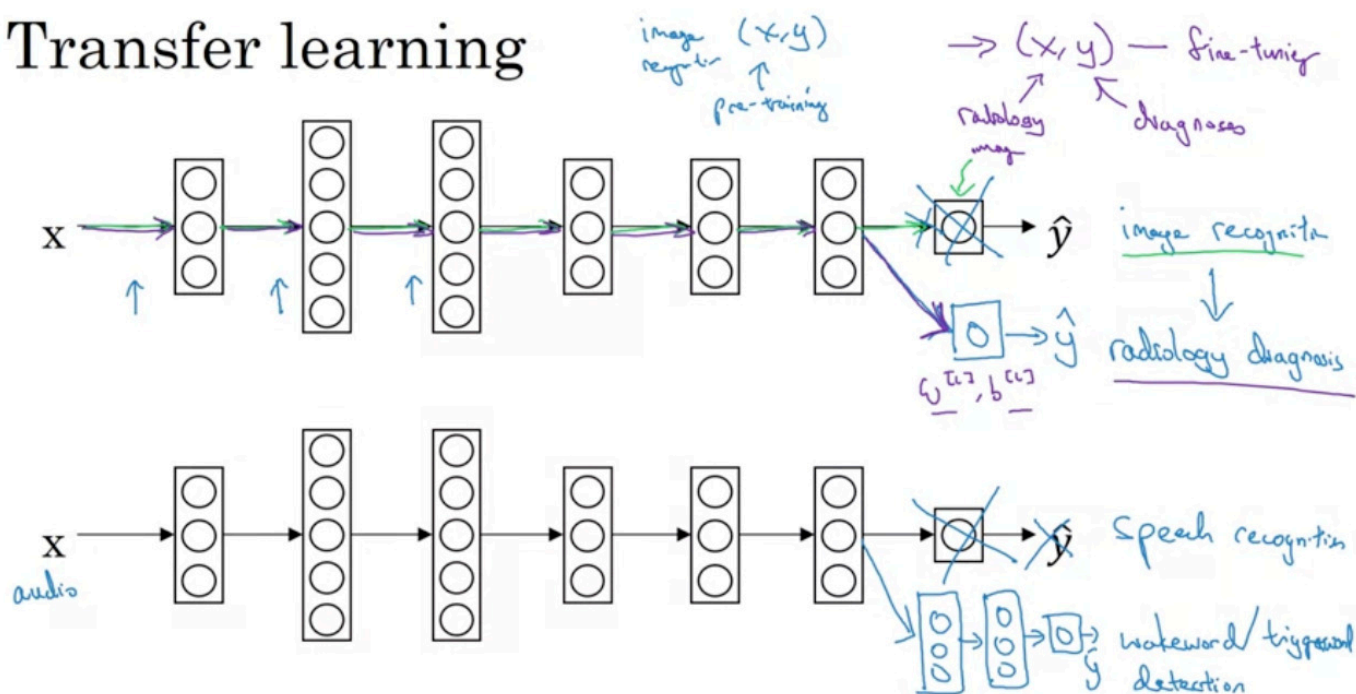 Transfer learning
image (x,y)
recognition
↑
pre-training
→ (x, y) — fine-tuning
radiology
image
diagnoses
x
ŷ
image recognition
↓
ŷ
radiology diagnosis
w[L], b[L]
x
audio
ŷ
speech recognition
ŷ
wakeword/triggerword
detection